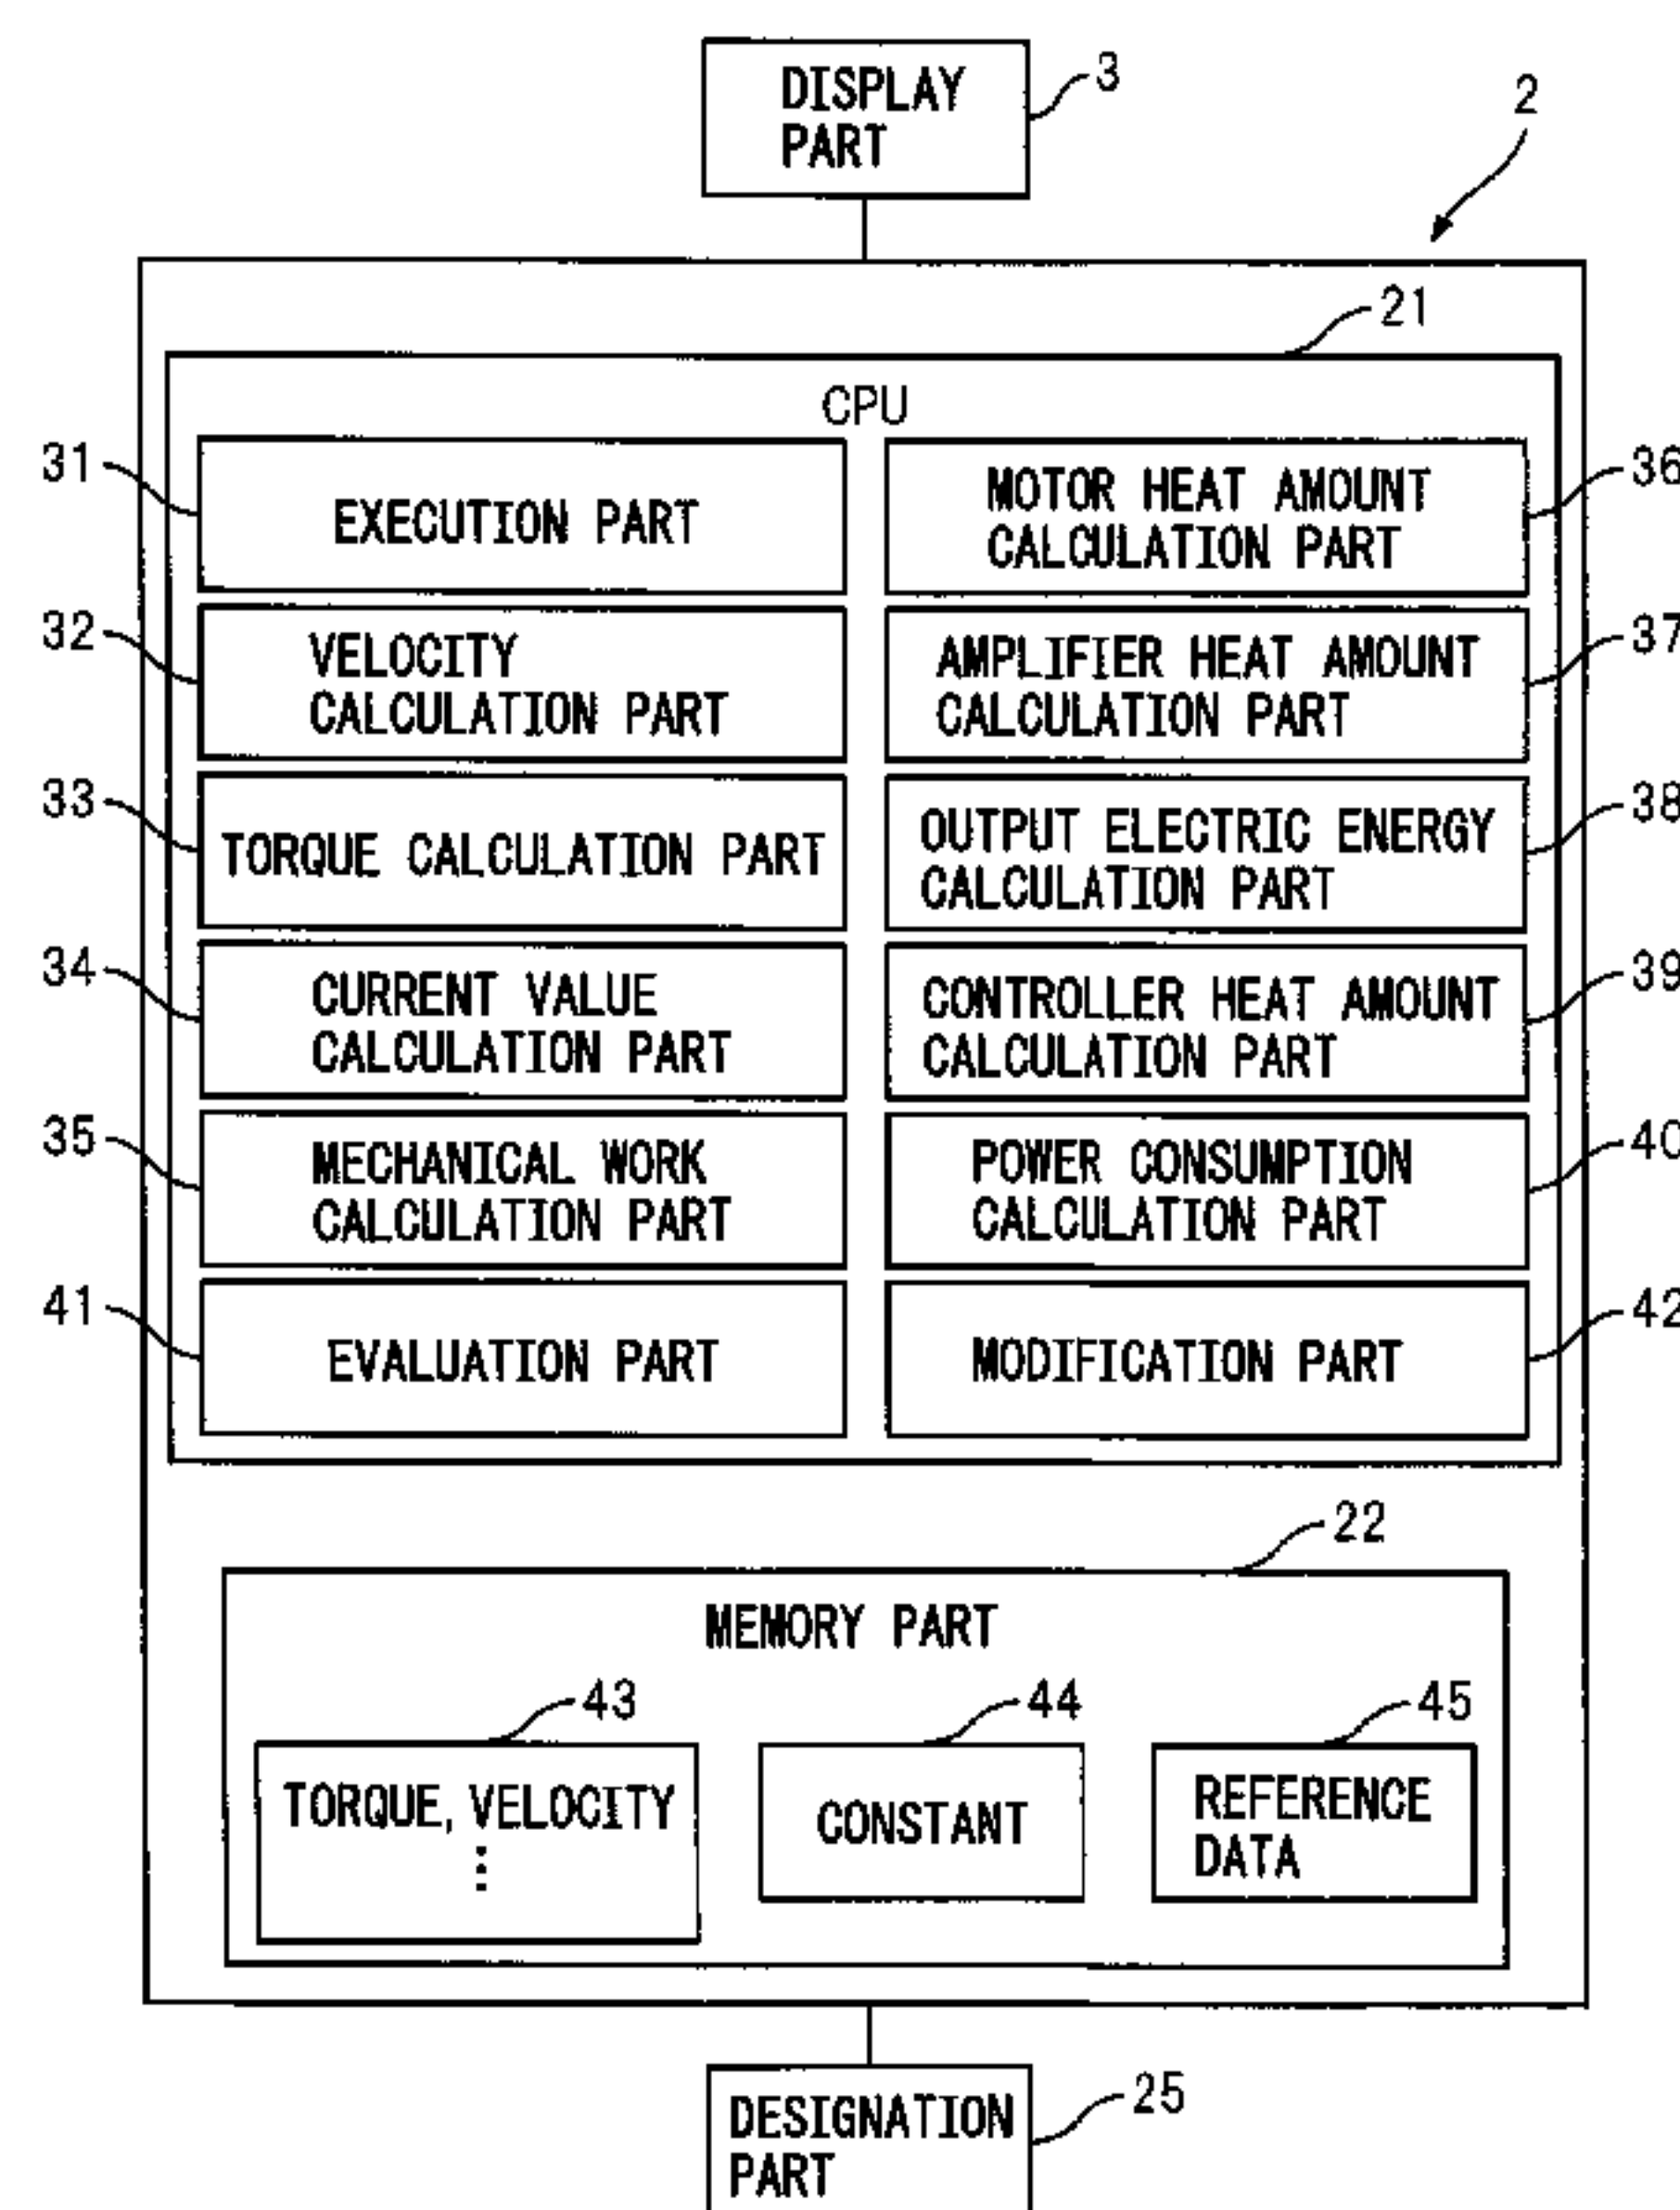 DISPLAY
PART
3
2
21
CPU
31
EXECUTION PART
MOTOR HEAT AMOUNT
CALCULATION PART
36
32
VELOCITY
CALCULATION PART
AMPLIFIER HEAT AMOUNT
CALCULATION PART
37
33
TORQUE CALCULATION PART
OUTPUT ELECTRIC ENERGY
CALCULATION PART
38
34
CURRENT VALUE
CALCULATION PART
CONTROLLER HEAT AMOUNT
CALCULATION PART
39
35
MECHANICAL WORK
CALCULATION PART
POWER CONSUMPTION
CALCULATION PART
40
41
EVALUATION PART
MODIFICATION PART
42
22
MEMORY PART
43
TORQUE, VELOCITY
⋮
44
CONSTANT
45
REFERENCE
DATA
DESIGNATION
PART
25